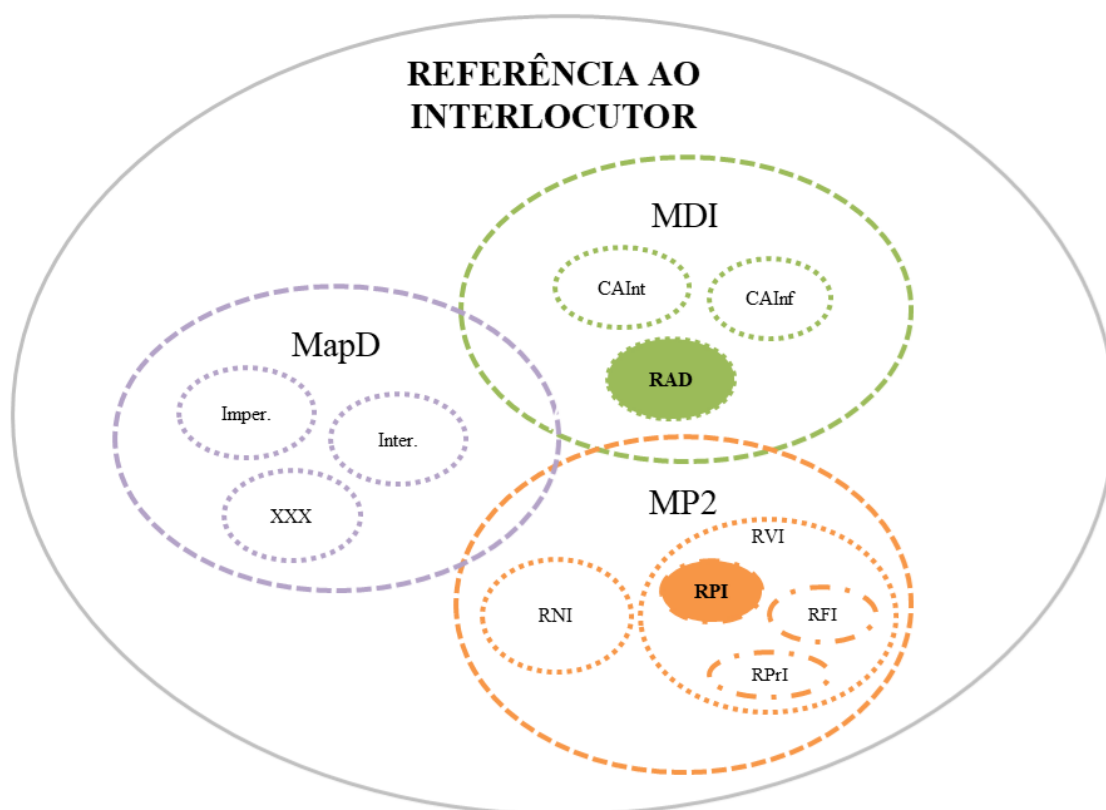 REFERÊNCIA AO
INTERLOCUTOR
MDI
CAInt
CAInf
RAD
MapD
Imper.
Inter.
XXX
MP2
RVI
RPI
RFI
RNI
RPrI